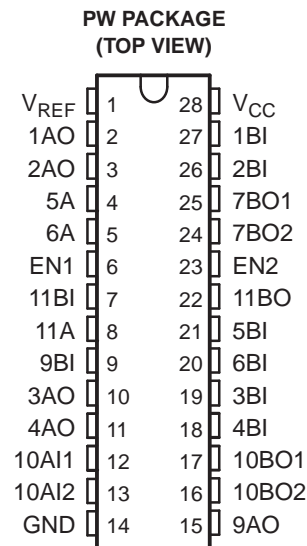 PW PACKAGE
(TOP VIEW)
VREF 1 28 VCC
1AO 2 27 1BI
2AO 3 26 2BI
5A 4 25 7BO1
6A 5 24 7BO2
EN1 6 23 EN2
11BI 7 22 11BO
11A 8 21 5BI
9BI 9 20 6BI
3AO 10 19 3BI
4AO 11 18 4BI
10AI1 12 17 10BO1
10AI2 13 16 10BO2
GND 14 15 9AO